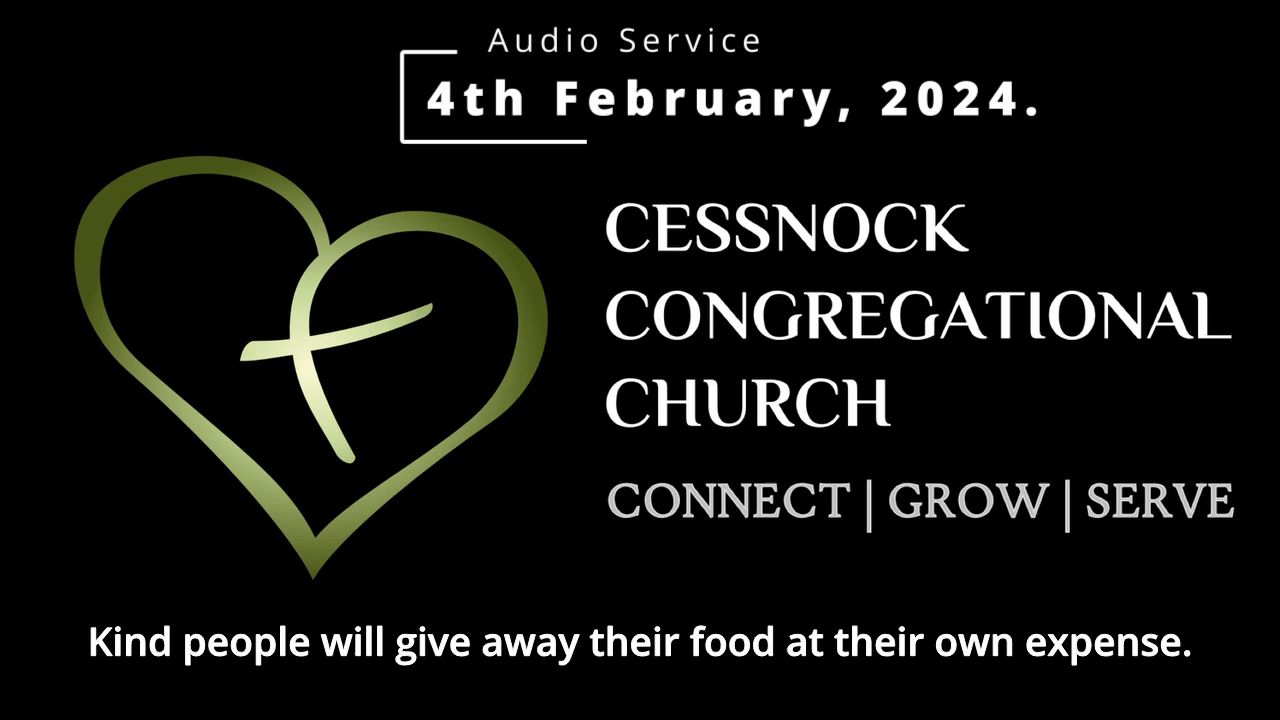 Audio Service
4th February, 2024.
CESSNOCK
CONGREGATIONAL
CHURCH
CONNECT | GROW | SERVE
Kind people will give away their food at their own expense.